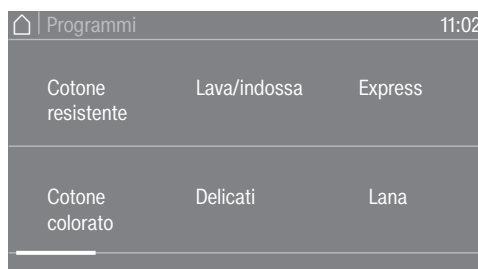 Programmi 11:02
Cotone resistente Lava/indossa Express
Cotone colorato Delicati Lana